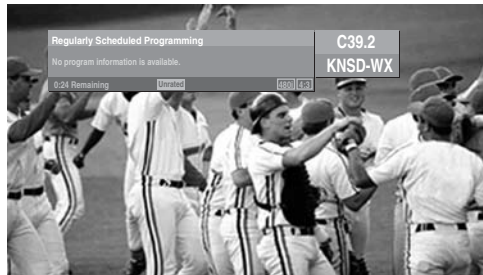 Regularly Scheduled Programming
C39.2
No program information is available.
KNSD-WX
0:24 Remaining Unrated 480i 4:3